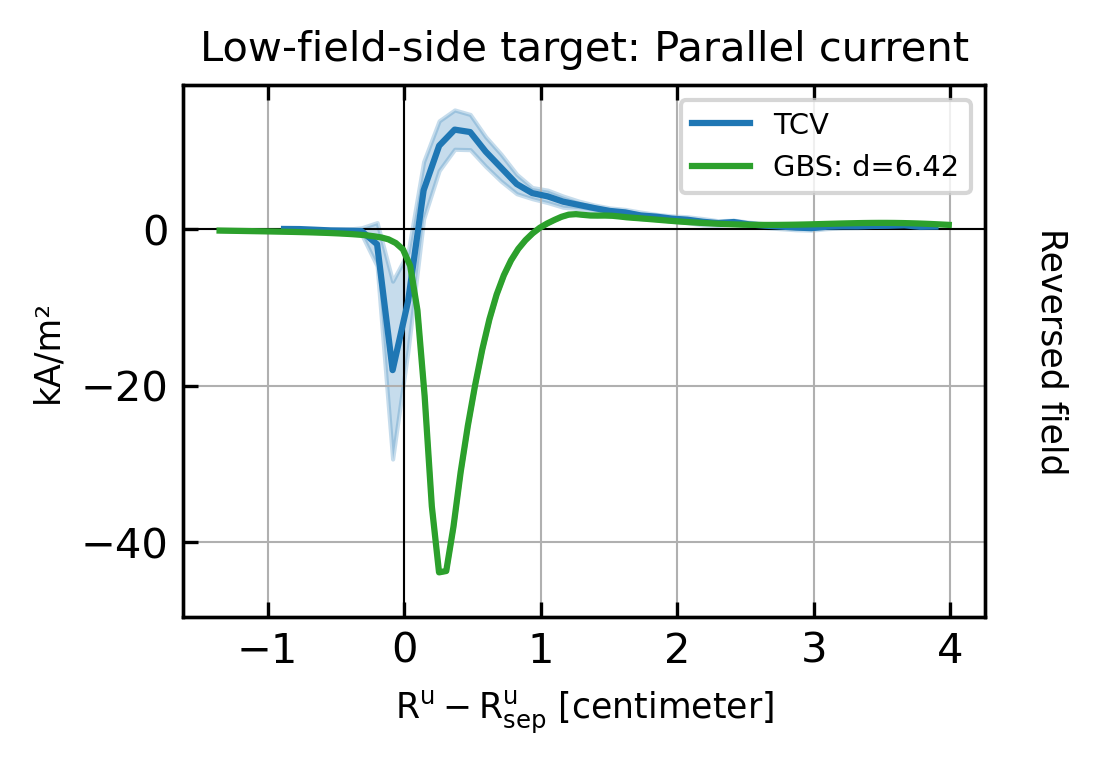 Low-field-side target: Parallel current
TCV
GBS: d=6.42
kA/m²
0
−20
−40
−1 0 1 2 3 4
Rᵘ − Rᵘsep [centimeter]
Reversed field